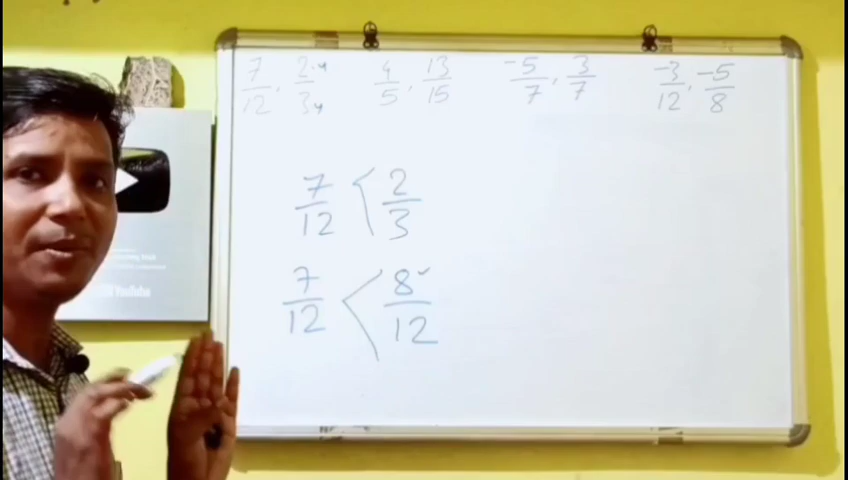 7/12, 2×4/3×4  4/5, 13/15  -5/7, 3/7  -3/12, -5/8
7/12 < 2/3
7/12 < 8/12
YouTube